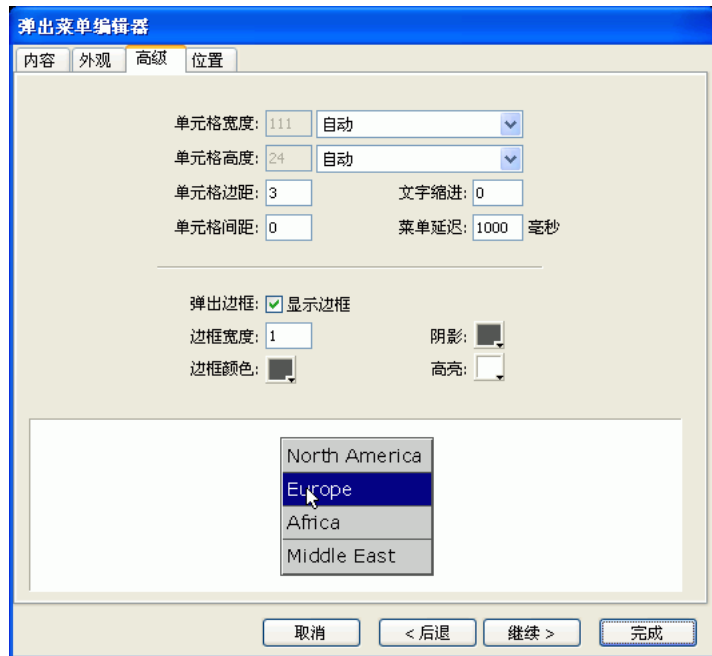 弹出菜单编辑器
内容 外观 高级 位置
单元格宽度: 111 自动
单元格高度: 24 自动
单元格边距: 3 文字缩进: 0
单元格间距: 0 菜单延迟: 1000 毫秒
弹出边框: 显示边框
边框宽度: 1 阴影:
边框颜色: 高亮:
North America
Europe
Africa
Middle East
取消 < 后退 继续 > 完成